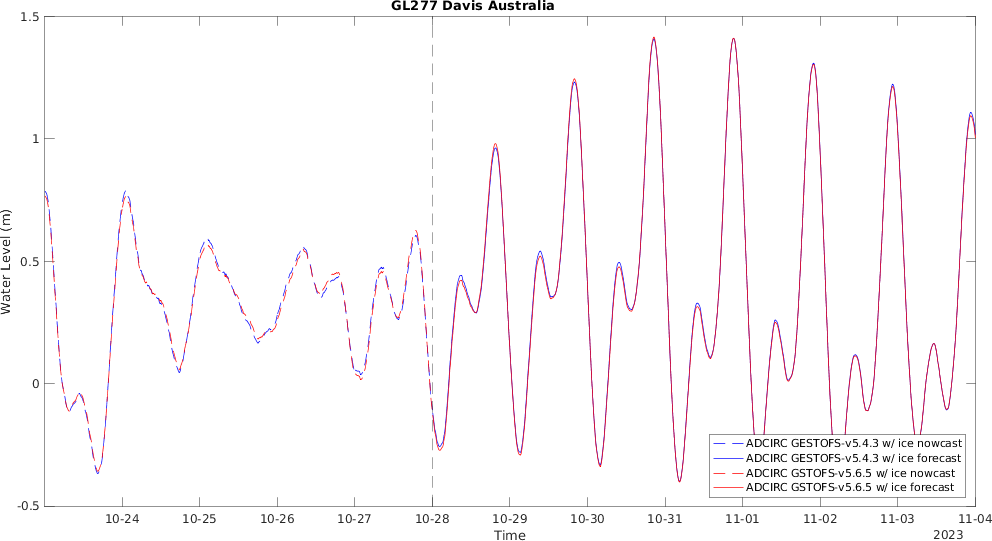 GL277 Davis Australia
1.5
1
0.5
0
-0.5
Water Level (m)
10-24 10-25 10-26 10-27 10-28 10-29 10-30 10-31 11-01 11-02 11-03 11-04
Time
2023
ADCIRC GESTOFS-v5.4.3 w/ ice nowcast
ADCIRC GESTOFS-v5.4.3 w/ ice forecast
ADCIRC GSTOFS-v5.6.5 w/ ice nowcast
ADCIRC GSTOFS-v5.6.5 w/ ice forecast